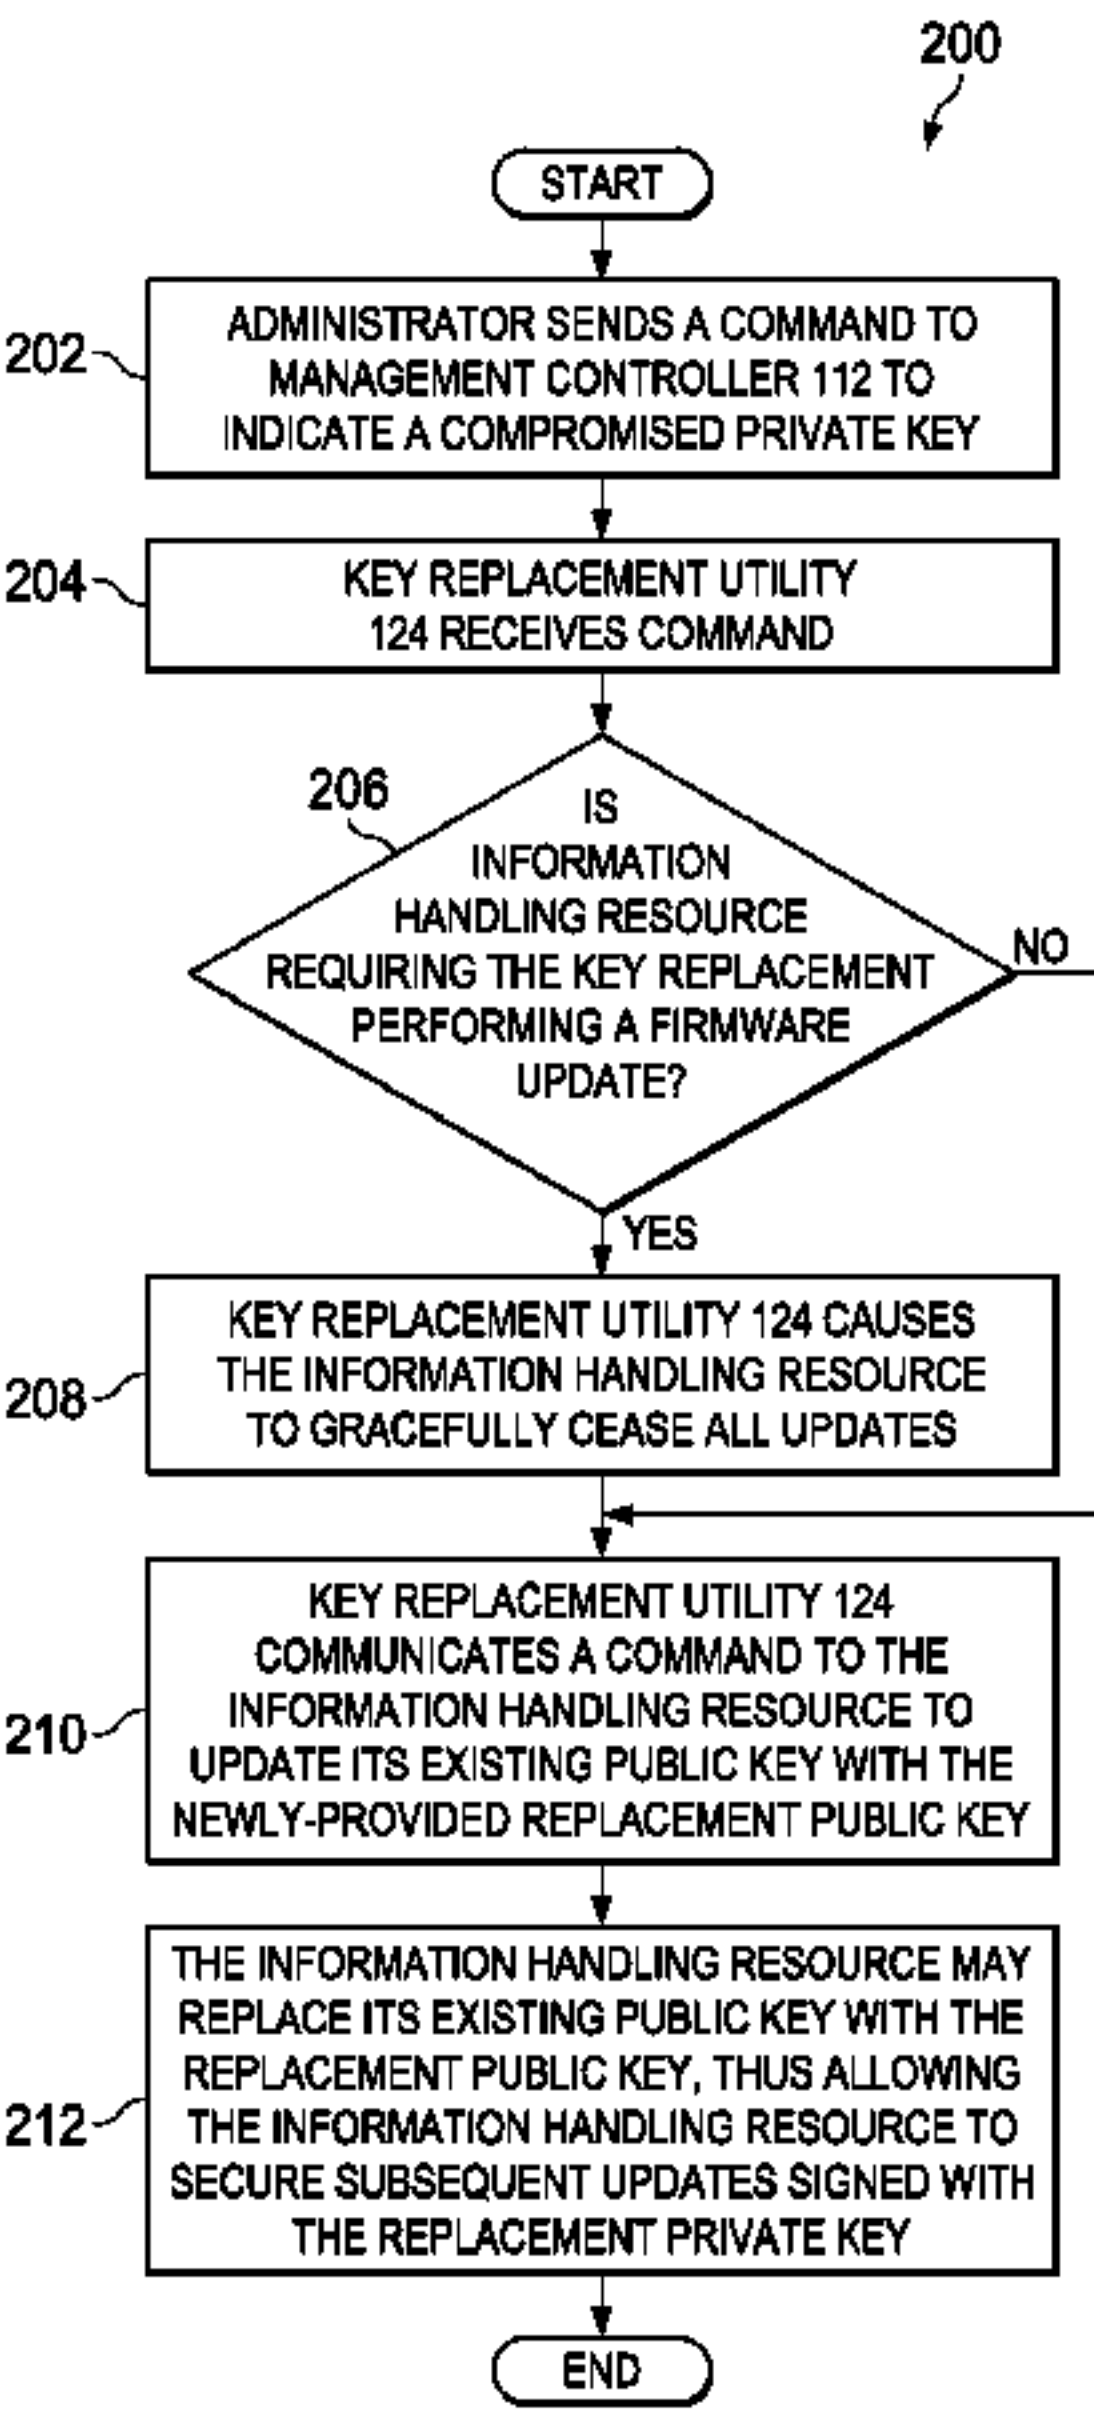 200
START
202
ADMINISTRATOR SENDS A COMMAND TO
MANAGEMENT CONTROLLER 112 TO
INDICATE A COMPROMISED PRIVATE KEY
204
KEY REPLACEMENT UTILITY
124 RECEIVES COMMAND
206
IS
INFORMATION
HANDLING RESOURCE
REQUIRING THE KEY REPLACEMENT
PERFORMING A FIRMWARE
UPDATE?
NO
YES
208
KEY REPLACEMENT UTILITY 124 CAUSES
THE INFORMATION HANDLING RESOURCE
TO GRACEFULLY CEASE ALL UPDATES
210
KEY REPLACEMENT UTILITY 124
COMMUNICATES A COMMAND TO THE
INFORMATION HANDLING RESOURCE TO
UPDATE ITS EXISTING PUBLIC KEY WITH THE
NEWLY-PROVIDED REPLACEMENT PUBLIC KEY
212
THE INFORMATION HANDLING RESOURCE MAY
REPLACE ITS EXISTING PUBLIC KEY WITH THE
REPLACEMENT PUBLIC KEY, THUS ALLOWING
THE INFORMATION HANDLING RESOURCE TO
SECURE SUBSEQUENT UPDATES SIGNED WITH
THE REPLACEMENT PRIVATE KEY
END